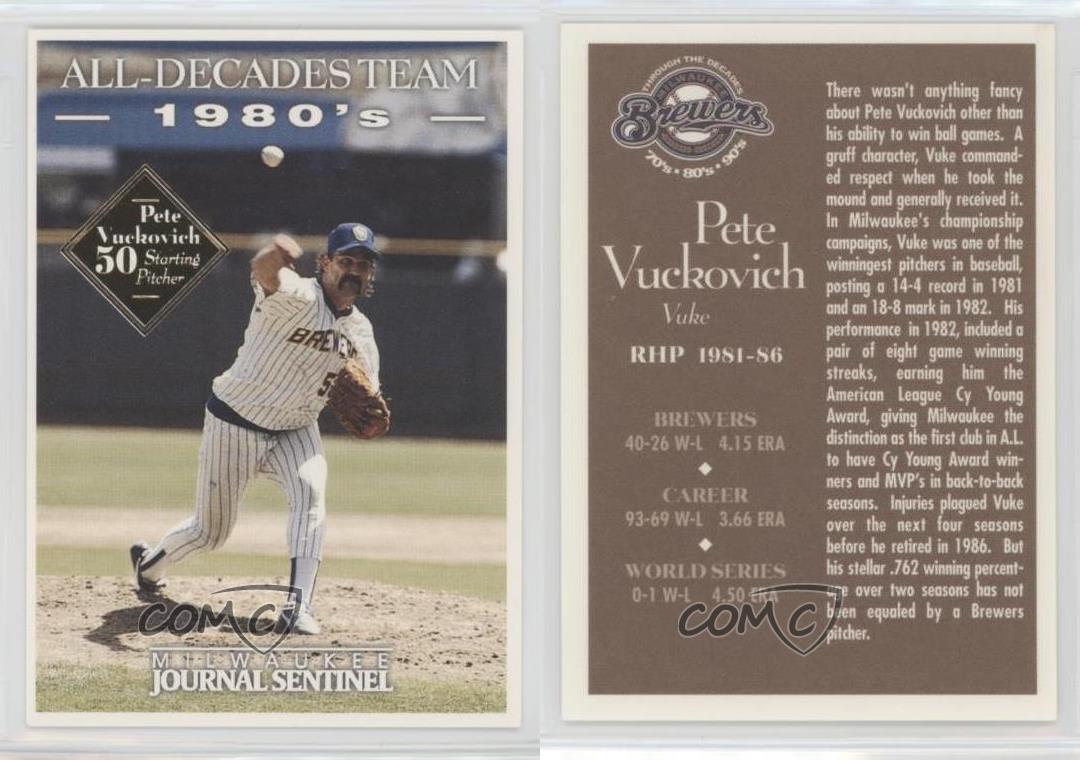 ALL-DECADES TEAM
1980's
Pete
Vuckovich
50 Starting
Pitcher
BREWERS
COMC
MILWAUKEE
JOURNAL SENTINEL
THROUGH THE DECADES
MILWAUKEE
Brewers
70's • 80's • 90's
Pete
Vuckovich
Vuke
RHP 1981-86
BREWERS
40-26 W-L 4.15 ERA
CAREER
93-69 W-L 3.66 ERA
WORLD SERIES
0-1 W-L 4.50 ERA
There wasn't anything fancy
about Pete Vuckovich other than
his ability to win ball games. A
gruff character, Vuke command-
ed respect when he took the
mound and generally received it.
In Milwaukee's championship
campaigns, Vuke was one of the
winningest pitchers in baseball,
posting a 14-4 record in 1981
and an 18-8 mark in 1982. His
performance in 1982, included a
pair of eight game winning
streaks, earning him the
American League Cy Young
Award, giving Milwaukee the
distinction as the first club in A.L.
to have Cy Young Award win-
ners and MVP's in back-to-back
seasons. Injuries plagued Vuke
over the next four seasons
before he retired in 1986. But
his stellar .762 winning percent-
age over two seasons has not
been equaled by a Brewers
pitcher.
COMC